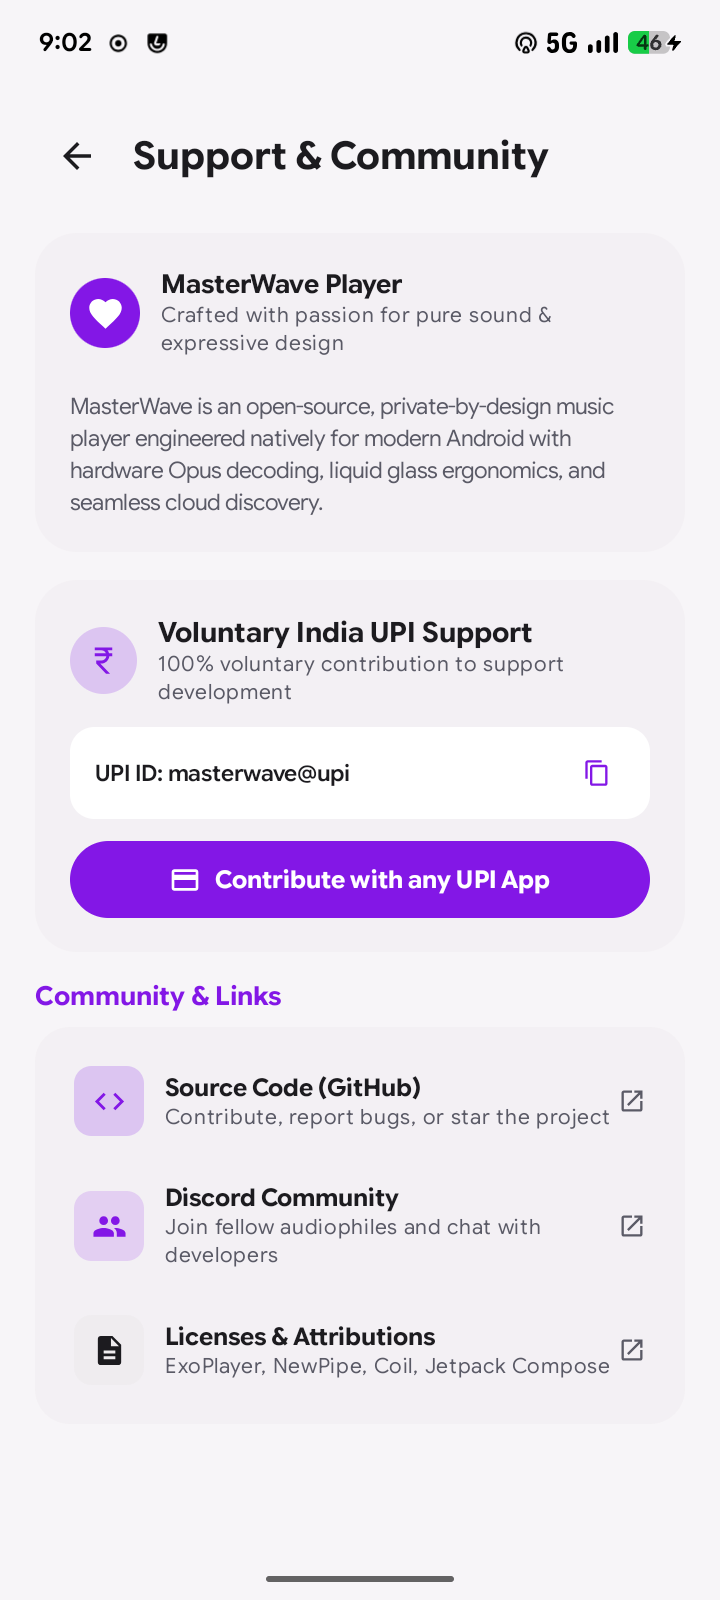 9:02
5G
46
Support & Community
MasterWave Player
Crafted with passion for pure sound &
expressive design
MasterWave is an open-source, private-by-design music
player engineered natively for modern Android with
hardware Opus decoding, liquid glass ergonomics, and
seamless cloud discovery.
₹
Voluntary India UPI Support
100% voluntary contribution to support
development
UPI ID: masterwave@upi
Contribute with any UPI App
Community & Links
Source Code (GitHub)
Contribute, report bugs, or star the project
Discord Community
Join fellow audiophiles and chat with
developers
Licenses & Attributions
ExoPlayer, NewPipe, Coil, Jetpack Compose